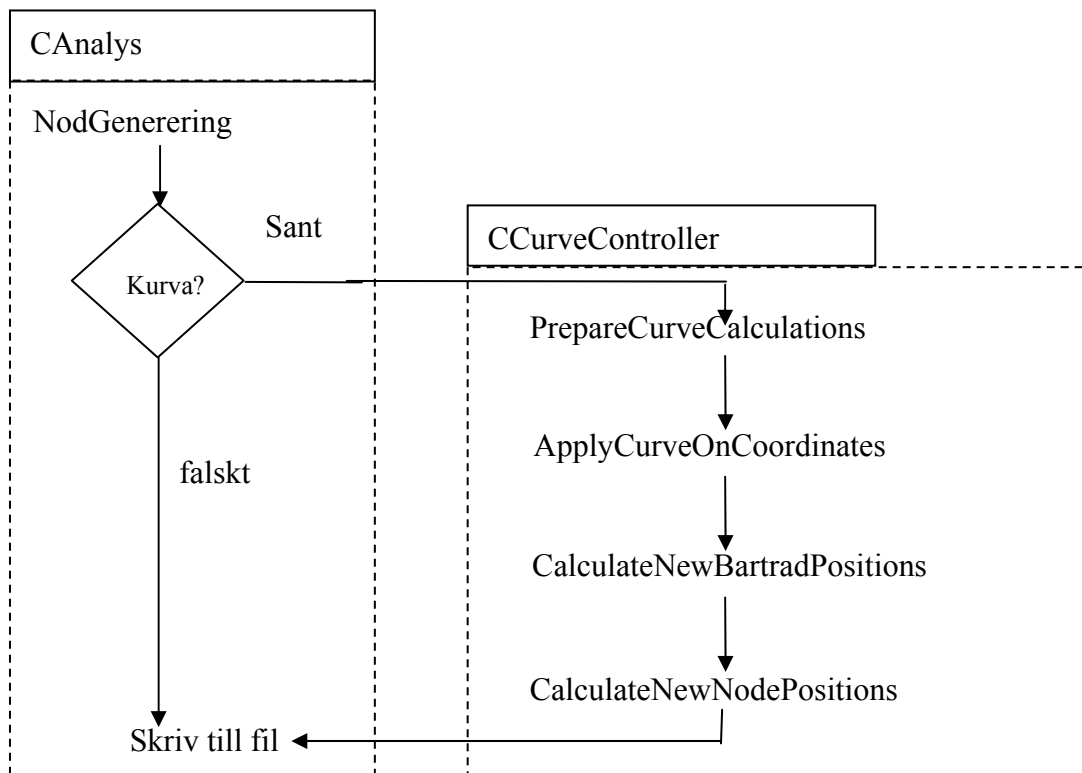 CAnalys
NodGenerering
Sant
Kurva?
falskt
CCurveController
PrepareCurveCalculations
ApplyCurveOnCoordinates
CalculateNewBartradPositions
CalculateNewNodePositions
Skriv till fil